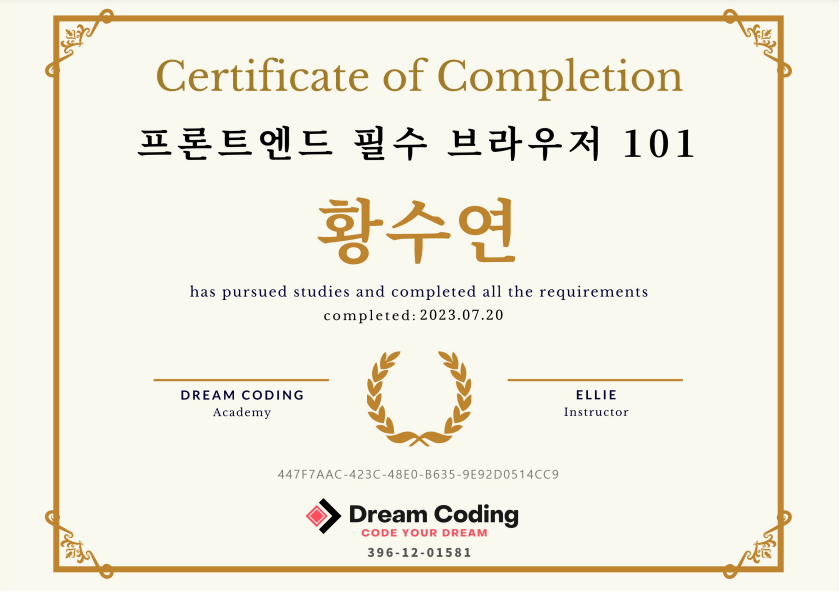 Certificate of Completion
프론트엔드 필수 브라우저 101
황수연
has pursued studies and completed all the requirements
completed: 2023.07.20
DREAM CODING
Academy
ELLIE
Instructor
447F7AAC-423C-48E0-B635-9E92D0514CC9
Dream Coding
CODE YOUR DREAM
396-12-01581